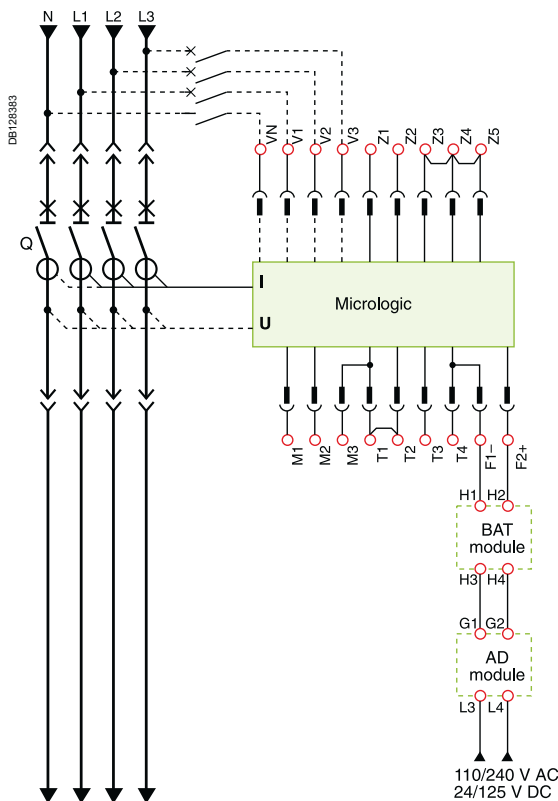 N L1 L2 L3
DB128383
VN V1 V2 V3 Z1 Z2 Z3 Z4 Z5
Q
I
Micrologic
U
M1 M2 M3 T1 T2 T3 T4 F1– F2+
H1 H2
BAT
module
H3 H4
G1 G2
AD
module
L3 L4
110/240 V AC
24/125 V DC